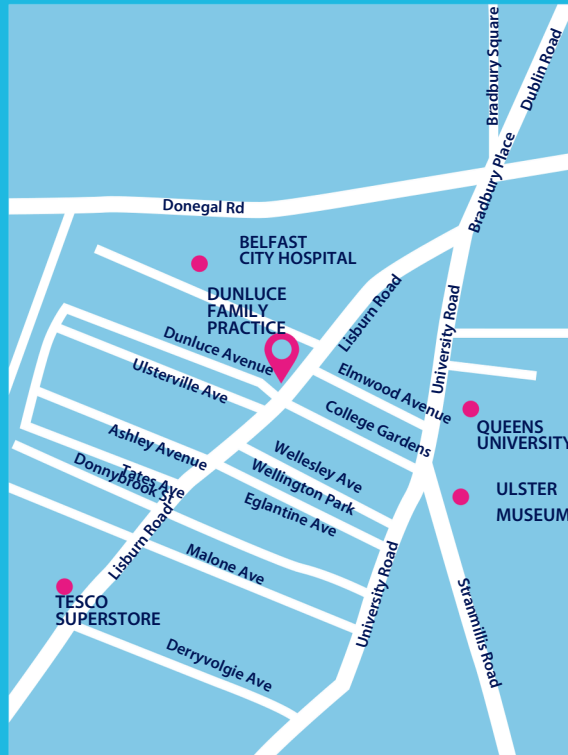 Bradbury Square
Dublin Road
Bradbury Place
Donegal Rd
BELFAST
CITY HOSPITAL
DUNLUCE
FAMILY
PRACTICE
Lisburn Road
University Road
Dunluce Avenue
Ulsterville Ave
Elmwood Avenue
College Gardens
QUEENS
UNIVERSITY
Ashley Avenue
Wellesley Ave
Wellington Park
Eglantine Ave
Tates Ave
Donnybrook St
ULSTER
MUSEUM
Lisburn Road
Malone Ave
University Road
Stranmillis Road
TESCO
SUPERSTORE
Derryvolgie Ave